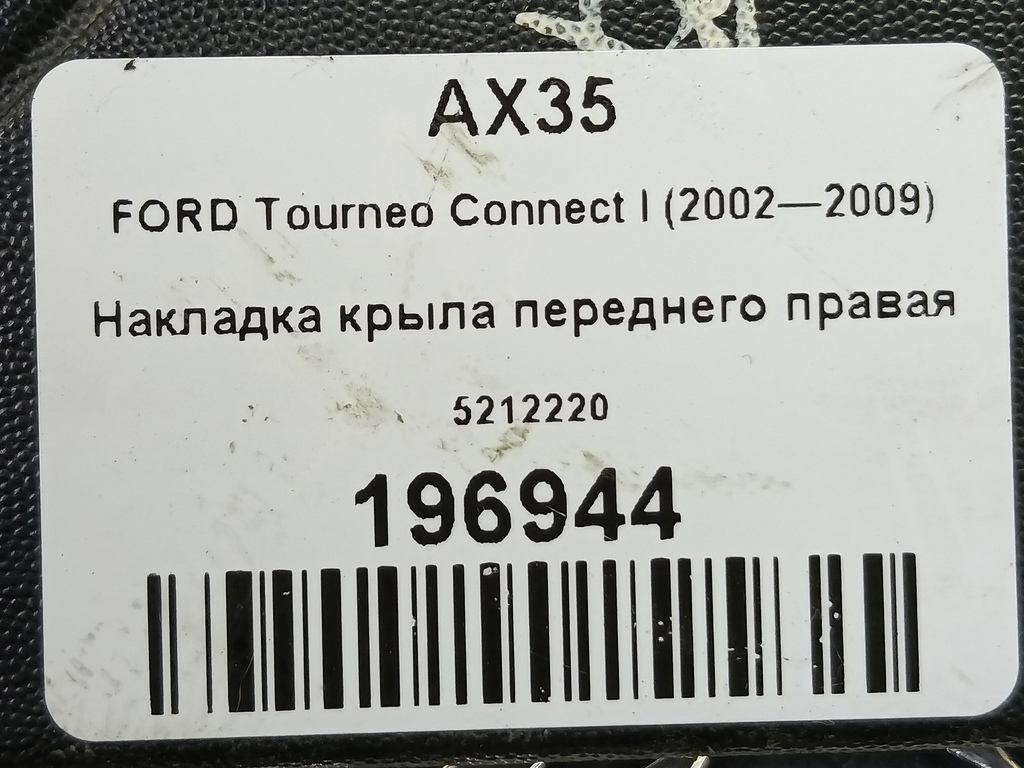 AX35
FORD Tourneo Connect I (2002—2009)
Накладка крыла переднего правая
5212220
196944